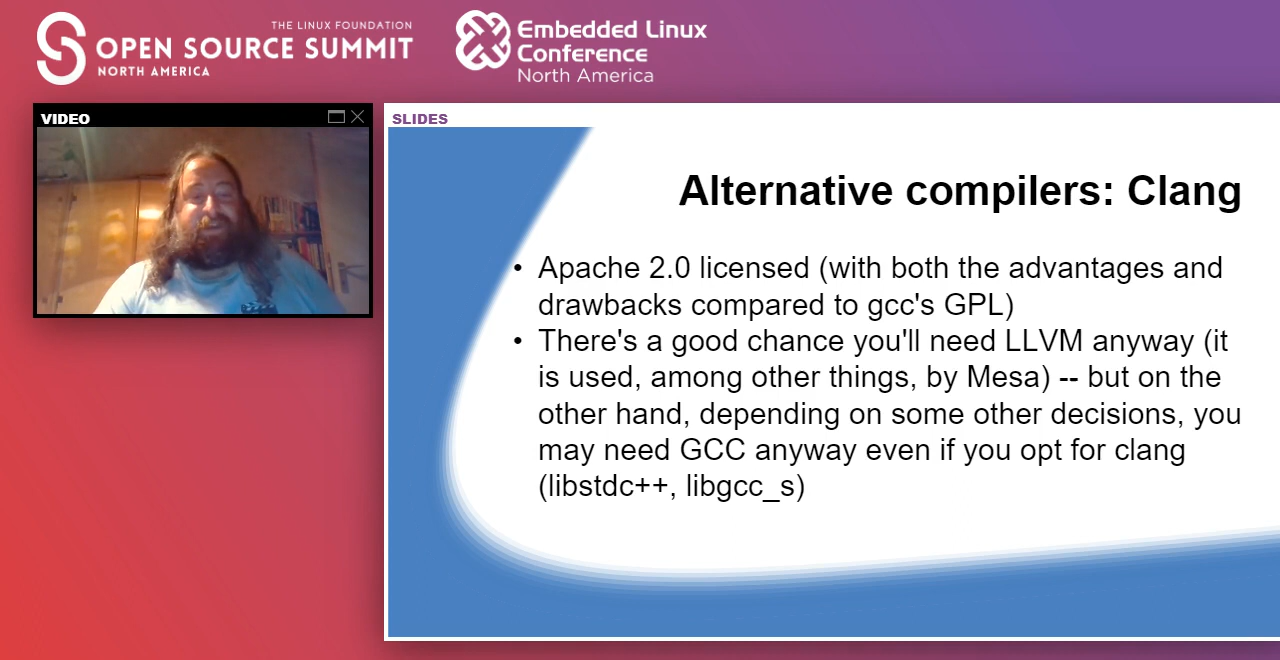 THE LINUX FOUNDATION
OPEN SOURCE SUMMIT
NORTH AMERICA
Embedded Linux
Conference
North America
VIDEO
SLIDES
Alternative compilers: Clang
• Apache 2.0 licensed (with both the advantages and
drawbacks compared to gcc's GPL)
• There's a good chance you'll need LLVM anyway (it
is used, among other things, by Mesa) -- but on the
other hand, depending on some other decisions, you
may need GCC anyway even if you opt for clang
(libstdc++, libgcc_s)